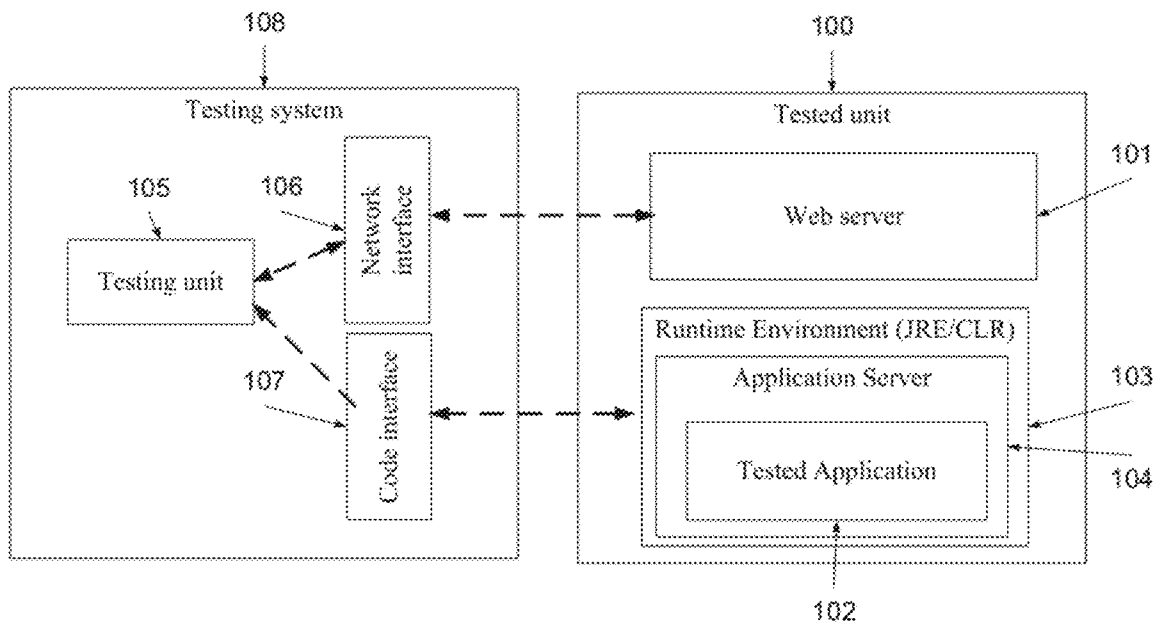 108
100
Testing system
Tested unit
105
106
101
Network
interface
Web server
Testing unit
Runtime Environment (JRE/CLR)
Application Server
107
Code interface
103
Tested Application
104
102